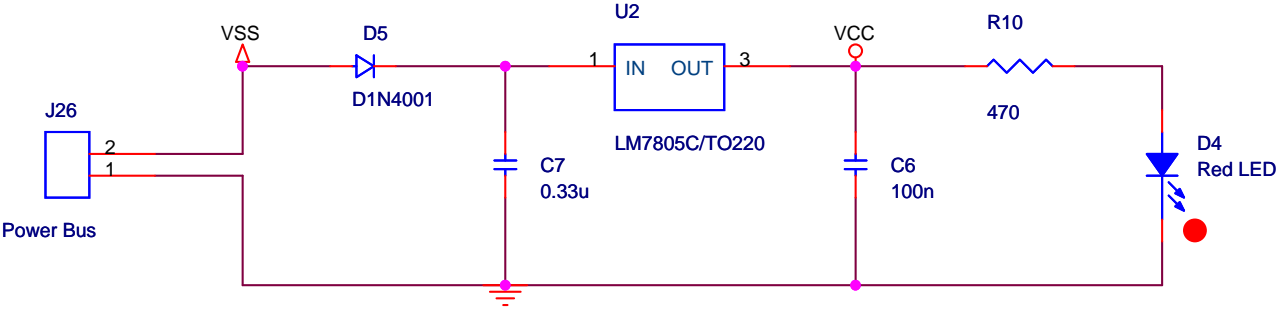 U2
VSS
D5
VCC
R10
1
IN
OUT
3
D1N4001
J26
470
LM7805C/TO220
2
1
C7
0.33u
C6
100n
D4
Red LED
Power Bus